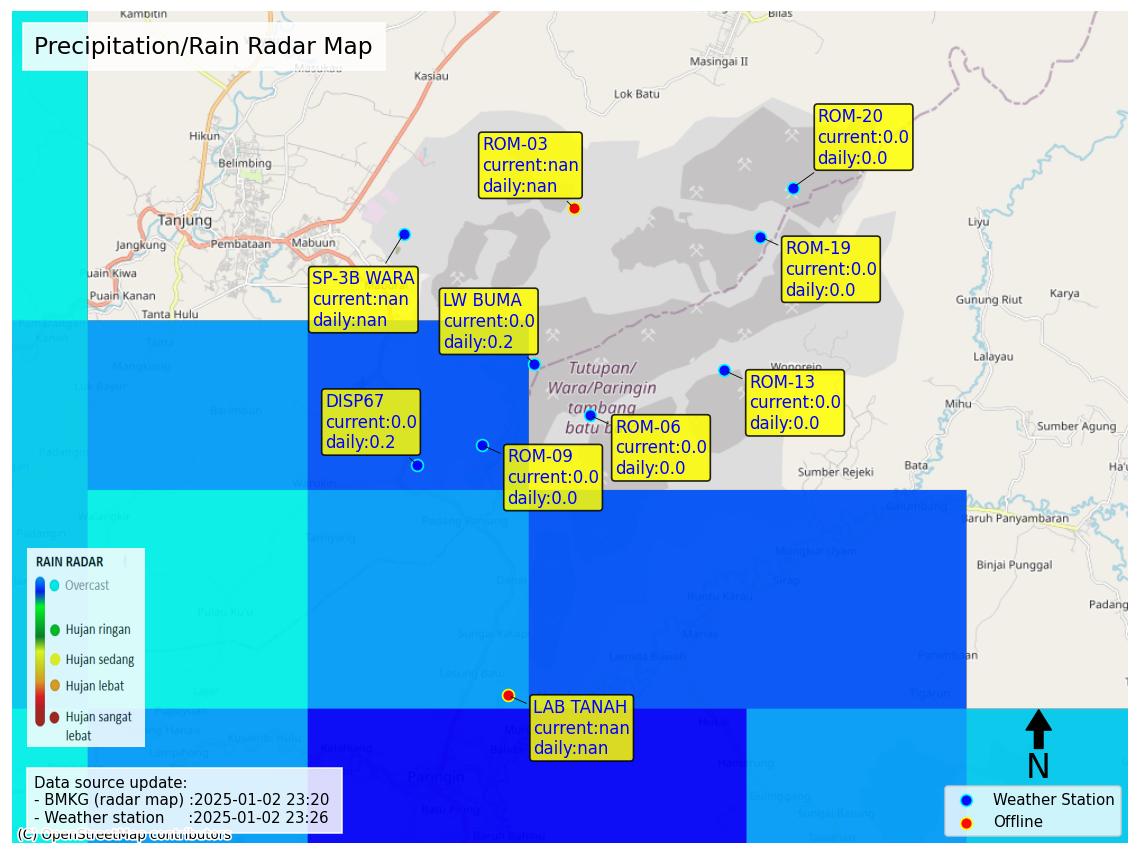 Kambitin
Bilas
Precipitation/Rain Radar Map
Masukau
Kasiau
Masingai II
Lok Batu
Hikun
Belimbing
ROM-03
current:nan
daily:nan
ROM-20
current:0.0
daily:0.0
Tanjung
Jangkung
Pembataan
Mabuun
Liyu
ROM-19
current:0.0
daily:0.0
Puain Kiwa
Puain Kanan
Tanta Hulu
SP-3B WARA
current:nan
daily:nan
LW BUMA
current:0.0
daily:0.2
Gunung Riut
Karya
Lalayau
Tutupan/
Wara/Paringin
tambang
batu b
Wonorejo
ROM-13
current:0.0
daily:0.0
Mihu
DISP67
current:0.0
daily:0.2
ROM-06
current:0.0
daily:0.0
Sumber Agung
ROM-09
current:0.0
daily:0.0
Sumber Rejeki
Bata
Ha'u
Warukin
Baruh Panyambaran
Padang Panjang
Binjai Punggal
Padang
RAIN RADAR
Overcast
Hujan ringan
Hujan sedang
Hujan lebat
Hujan sangat
lebat
LAB TANAH
current:nan
daily:nan
Paringin
N
Data source update:
- BMKG (radar map) :2025-01-02 23:20
- Weather station :2025-01-02 23:26
(C) OpenStreetMap contributors
Weather Station
Offline